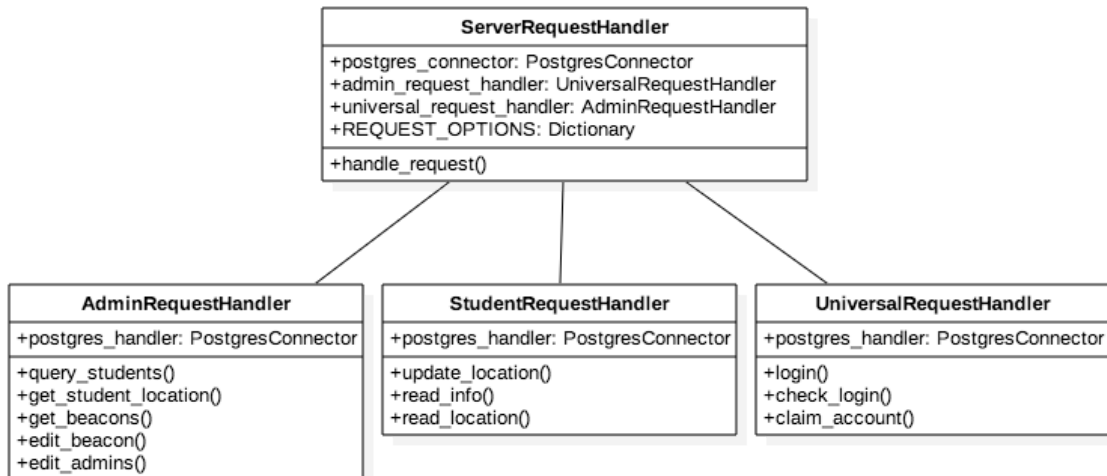 ServerRequestHandler
+postgres_connector: PostgresConnector
+admin_request_handler: UniversalRequestHandler
+universal_request_handler: AdminRequestHandler
+REQUEST_OPTIONS: Dictionary
+handle_request()
AdminRequestHandler
+postgres_handler: PostgresConnector
+query_students()
+get_student_location()
+get_beacons()
+edit_beacon()
+edit_admins()
StudentRequestHandler
+postgres_handler: PostgresConnector
+update_location()
+read_info()
+read_location()
UniversalRequestHandler
+postgres_handler: PostgresConnector
+login()
+check_login()
+claim_account()